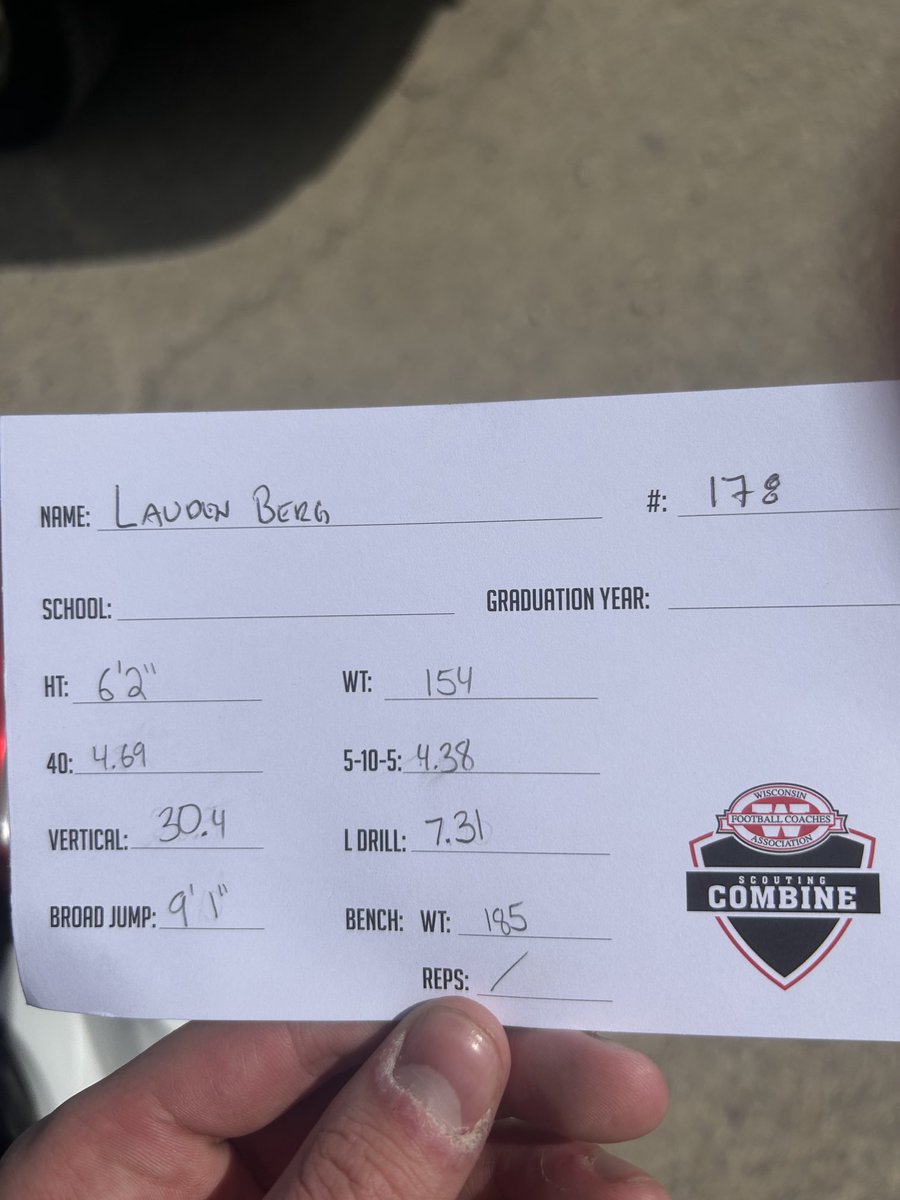 NAME: LAUDEN BERG #: 178
SCHOOL: GRADUATION YEAR:
HT: 6'2" WT: 154
40: 4.69 5-10-5: 4.38
VERTICAL: 30.4 L DRILL: 7.31
BROAD JUMP: 9'1" BENCH: WT: 185
REPS: /
WISCONSIN
FOOTBALL COACHES
ASSOCIATION
SCOUTING
COMBINE